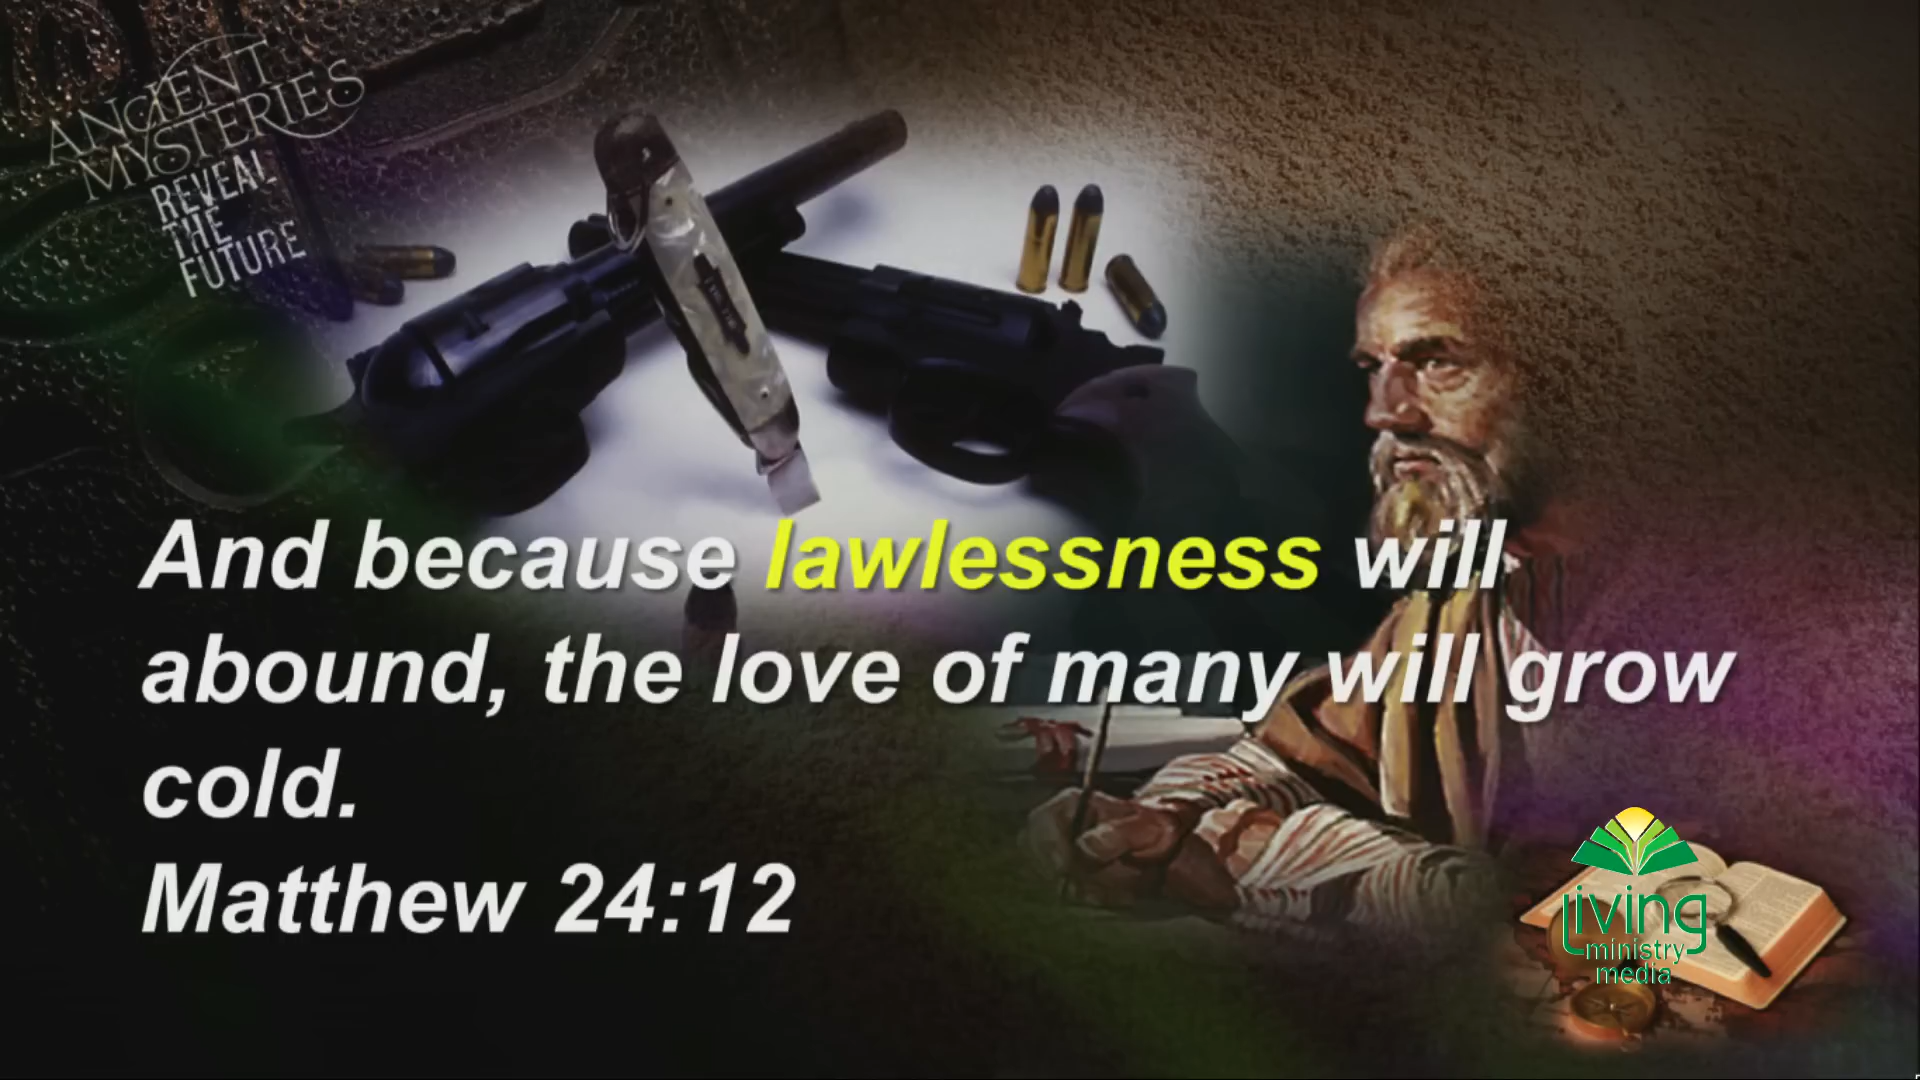 ANCIENT
MYSTERIES
REVEAL
THE
FUTURE
And because lawlessness will
abound, the love of many will grow
cold.
Matthew 24:12
living
ministry
media